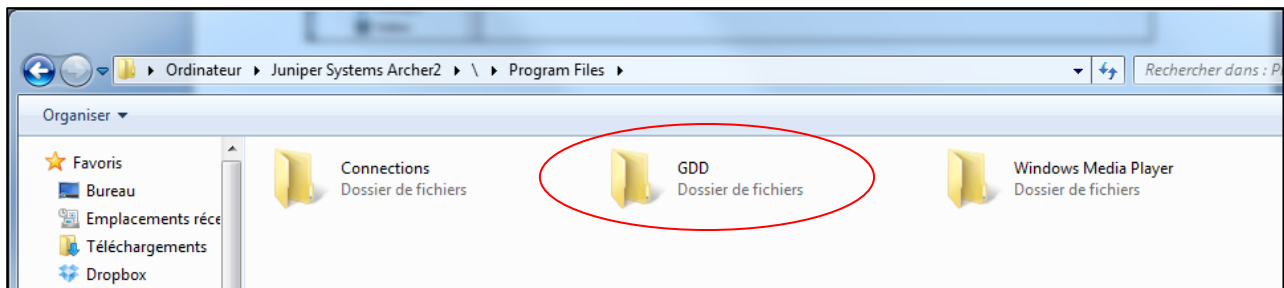 Ordinateur Juniper Systems Archer2 \ Program Files
Rechercher dans : P
Organiser
Favoris
Bureau
Emplacements réce
Téléchargements
Dropbox
Connections
Dossier de fichiers
GDD
Dossier de fichiers
Windows Media Player
Dossier de fichiers